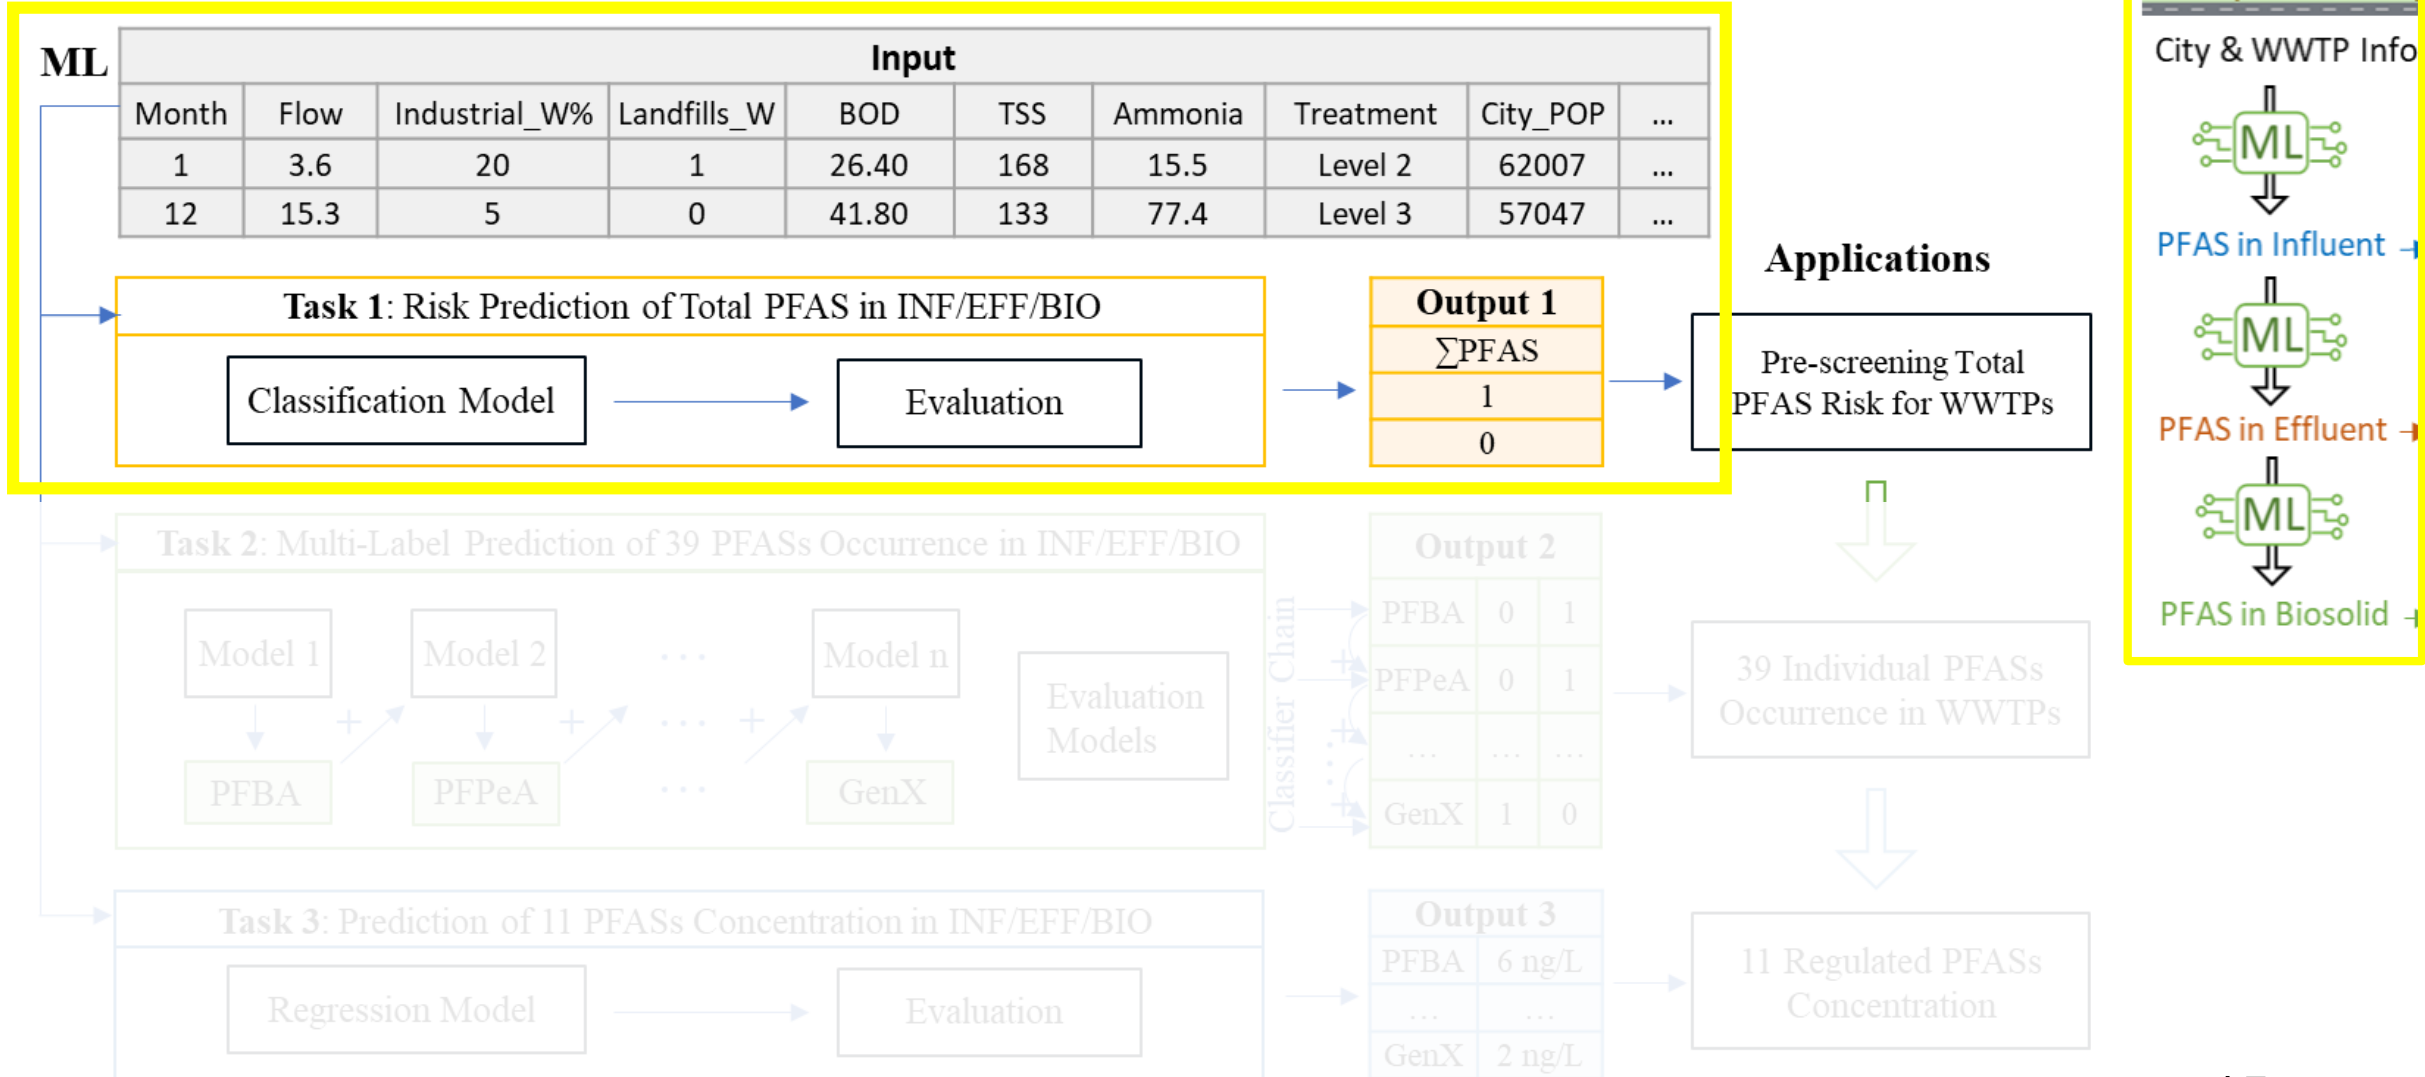 ML
Input
Month Flow Industrial_W% Landfills_W BOD TSS Ammonia Treatment City_POP ...
1 3.6 20 1 26.40 168 15.5 Level 2 62007 ...
12 15.3 5 0 41.80 133 77.4 Level 3 57047 ...
Task 1: Risk Prediction of Total PFAS in INF/EFF/BIO
Classification Model
Evaluation
Output 1
∑PFAS
1
0
Applications
Pre-screening Total
PFAS Risk for WWTPs
Task 2: Multi-Label Prediction of 39 PFASs Occurrence in INF/EFF/BIO
Model 1
Model 2
...
Model n
+
+
...
+
PFBA
PFPeA
...
GenX
Evaluation
Models
Classifier Chain
+
+
...
+
Output 2
PFBA 0 1
PFPeA 0 1
... ... ...
GenX 1 0
39 Individual PFASs
Occurrence in WWTPs
Task 3: Prediction of 11 PFASs Concentration in INF/EFF/BIO
Regression Model
Evaluation
Output 3
PFBA 6 ng/L
... ...
GenX 2 ng/L
11 Regulated PFASs
Concentration
City & WWTP Info
ML
PFAS in Influent
ML
PFAS in Effluent
ML
PFAS in Biosolid